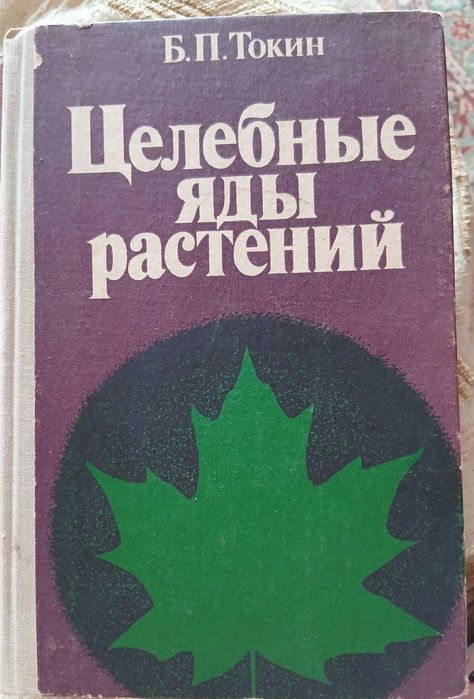 Б.П.Токин
Целебные
яды
растений